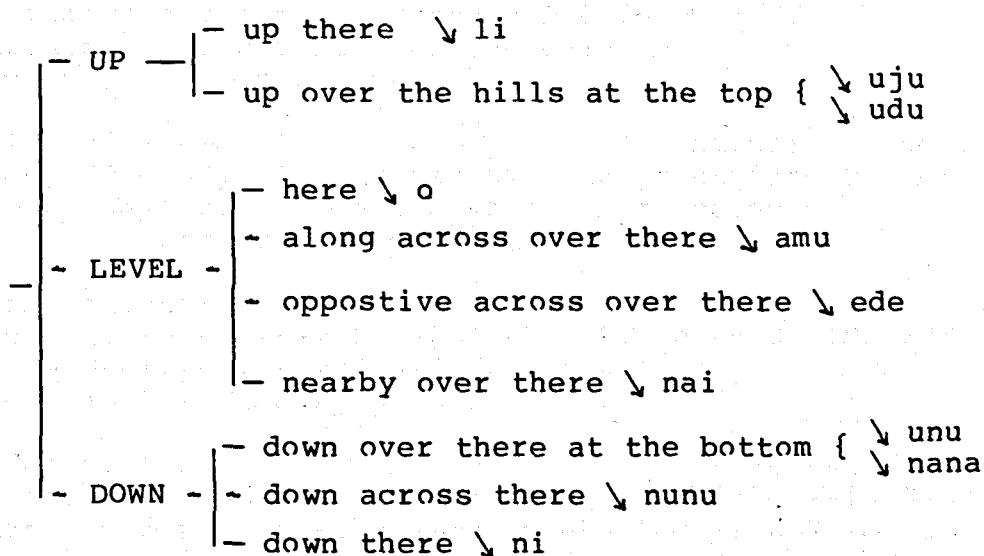 — up there ↘ li
— UP —
— up over the hills at the top { ↘ uju
↘ udu
— here ↘ o
- along across over there ↘ amu
- LEVEL -
- oppostive across over there ↘ ede
— nearby over there ↘ nai
— down over there at the bottom { ↘ unu
↘ nana
- DOWN - - down across there ↘ nunu
— down there ↘ ni